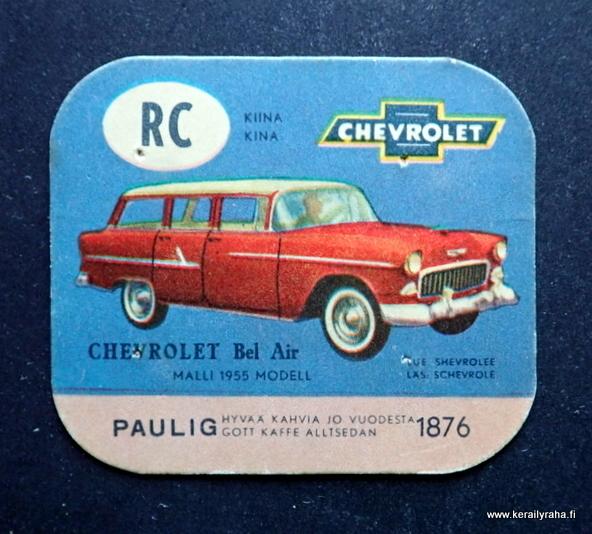 RC
KIINA
KINA
CHEVROLET
CHEVROLET Bel Air
MALLI 1955 MODELL
SHEVROLEE
LÄS: SCHEVROLE
PAULIG
HYVÄÄ KAHVIA JO VUODESTA
GOTT KAFFE ALLTSEDAN
1876
www.kerailyraha.fi